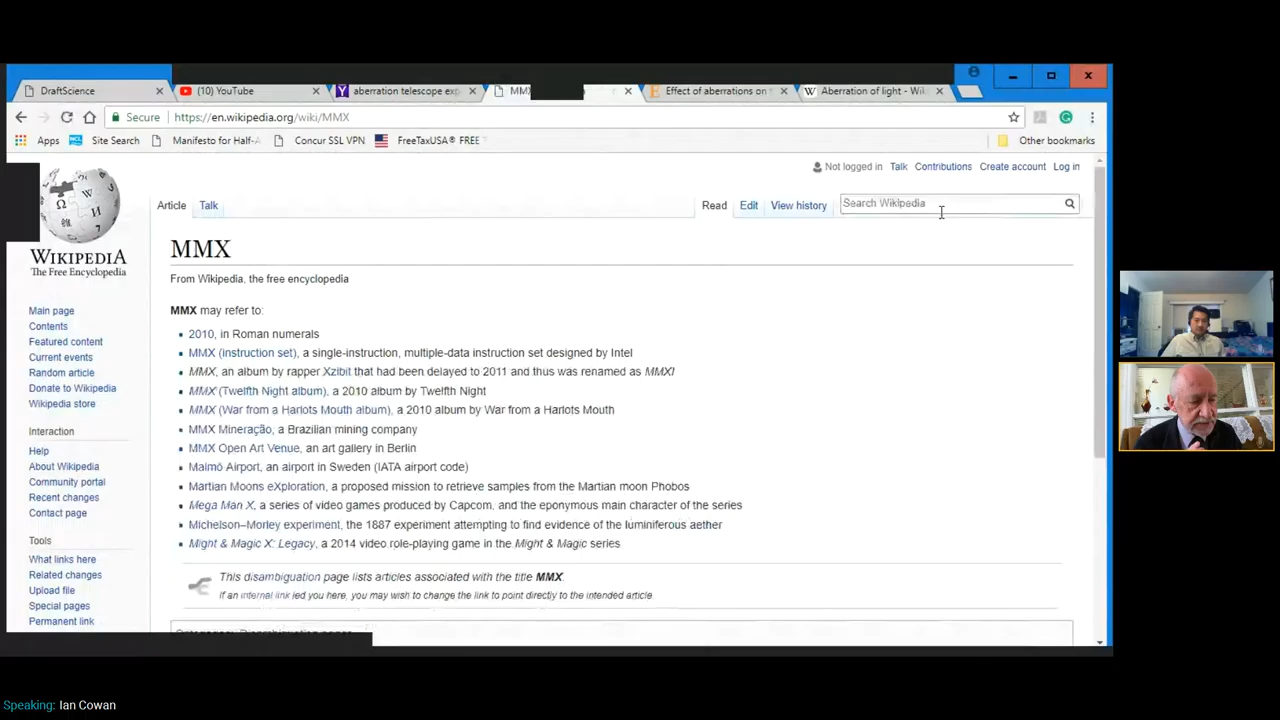 DraftScience
(10) YouTube
aberration telescope exp
MMX
Effect of aberrations on
Aberration of light - Wiki
Secure https://en.wikipedia.org/wiki/MMX
Apps Site Search Manifesto for Half-A Concur SSL VPN FreeTaxUSA® FREE Other bookmarks
Not logged in Talk Contributions Create account Log in
Article Talk Read Edit View history Search Wikipedia
WIKIPEDIA
The Free Encyclopedia
Main page
Contents
Featured content
Current events
Random article
Donate to Wikipedia
Wikipedia store
Interaction
Help
About Wikipedia
Community portal
Recent changes
Contact page
Tools
What links here
Related changes
Upload file
Special pages
Permanent link
MMX
From Wikipedia, the free encyclopedia
MMX may refer to:
2010, in Roman numerals
MMX (instruction set), a single-instruction, multiple-data instruction set designed by Intel
MMX, an album by rapper Xzibit that had been delayed to 2011 and thus was renamed as MMXI
MMX (Twelfth Night album), a 2010 album by Twelfth Night
MMX (War from a Harlots Mouth album), a 2010 album by War from a Harlots Mouth
MMX Mineração, a Brazilian mining company
MMX Open Art Venue, an art gallery in Berlin
Malmö Airport, an airport in Sweden (IATA airport code)
Martian Moons eXploration, a proposed mission to retrieve samples from the Martian moon Phobos
Mega Man X, a series of video games produced by Capcom, and the eponymous main character of the series
Michelson–Morley experiment, the 1887 experiment attempting to find evidence of the luminiferous aether
Might & Magic X: Legacy, a 2014 video role-playing game in the Might & Magic series
This disambiguation page lists articles associated with the title MMX.
If an internal link led you here, you may wish to change the link to point directly to the intended article.
Speaking: Ian Cowan